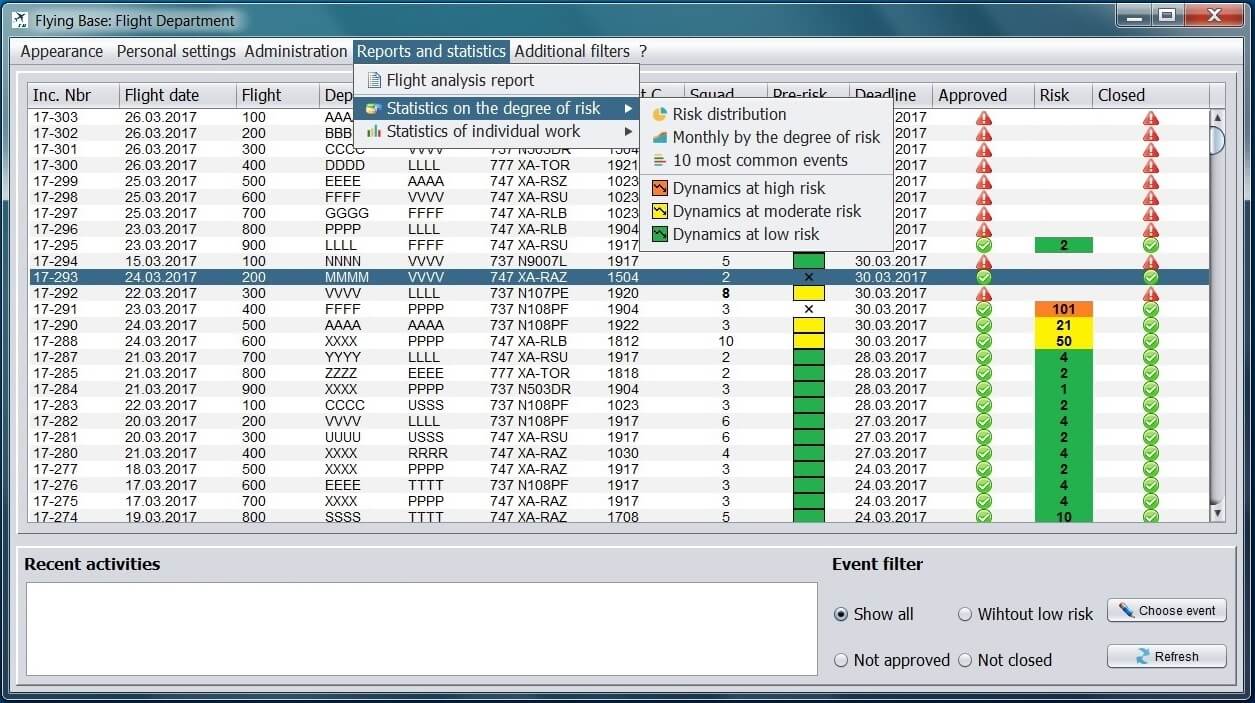 Flying Base: Flight Department
Appearance Personal settings Administration Reports and statistics Additional filters ?
Flight analysis report
Statistics on the degree of risk
Statistics of individual work
Risk distribution
Monthly by the degree of risk
10 most common events
Dynamics at high risk
Dynamics at moderate risk
Dynamics at low risk
Inc. Nbr Flight date Flight Squad Pre-risk Deadline Approved Risk Closed
17-303 26.03.2017 100 AAA 2017
17-302 26.03.2017 200 BBB 2017
17-301 26.03.2017 300 CCCC VVVV 737 N503DR 1504 2017
17-300 26.03.2017 400 DDDD LLLL 777 XA-TOR 1921 2017
17-299 25.03.2017 500 EEEE AAAA 747 XA-RSZ 1023 2017
17-298 25.03.2017 600 FFFF VVVV 747 XA-RSU 1023 2017
17-297 25.03.2017 700 GGGG FFFF 747 XA-RLB 1023 2017
17-296 23.03.2017 800 PPPP LLLL 747 XA-RLB 1904 2017
17-295 23.03.2017 900 LLLL FFFF 747 XA-RSU 1917 2017 2
17-294 15.03.2017 100 NNNN VVVV 737 N9007L 1917 5 30.03.2017
17-293 24.03.2017 200 MMMM VVVV 747 XA-RAZ 1504 2 × 30.03.2017
17-292 22.03.2017 300 VVVV LLLL 737 N107PE 1920 8 30.03.2017
17-291 23.03.2017 400 FFFF PPPP 737 N108PF 1904 3 × 30.03.2017 101
17-290 24.03.2017 500 AAAA AAAA 737 N108PF 1922 3 30.03.2017 21
17-288 24.03.2017 600 XXXX PPPP 747 XA-RLB 1812 10 30.03.2017 50
17-287 21.03.2017 700 YYYY LLLL 747 XA-RSU 1917 2 28.03.2017 4
17-285 21.03.2017 800 ZZZZ EEEE 777 XA-TOR 1818 2 28.03.2017 2
17-284 21.03.2017 900 XXXX PPPP 737 N503DR 1904 3 28.03.2017 1
17-283 22.03.2017 100 CCCC USSS 737 N108PF 1023 3 28.03.2017 2
17-282 20.03.2017 200 VVVV LLLL 737 N108PF 1917 6 27.03.2017 4
17-281 20.03.2017 300 UUUU USSS 747 XA-RSU 1917 6 27.03.2017 2
17-280 21.03.2017 400 XXXX RRRR 747 XA-RAZ 1030 4 27.03.2017 4
17-277 18.03.2017 500 XXXX PPPP 747 XA-RAZ 1917 3 24.03.2017 2
17-276 17.03.2017 600 EEEE TTTT 737 N108PF 1917 3 24.03.2017 4
17-275 17.03.2017 700 XXXX PPPP 747 XA-RAZ 1917 3 24.03.2017 4
17-274 19.03.2017 800 SSSS TTTT 747 XA-RAZ 1708 5 24.03.2017 10
Recent activities
Event filter
Show all Wihtout low risk Choose event
Not approved Not closed Refresh